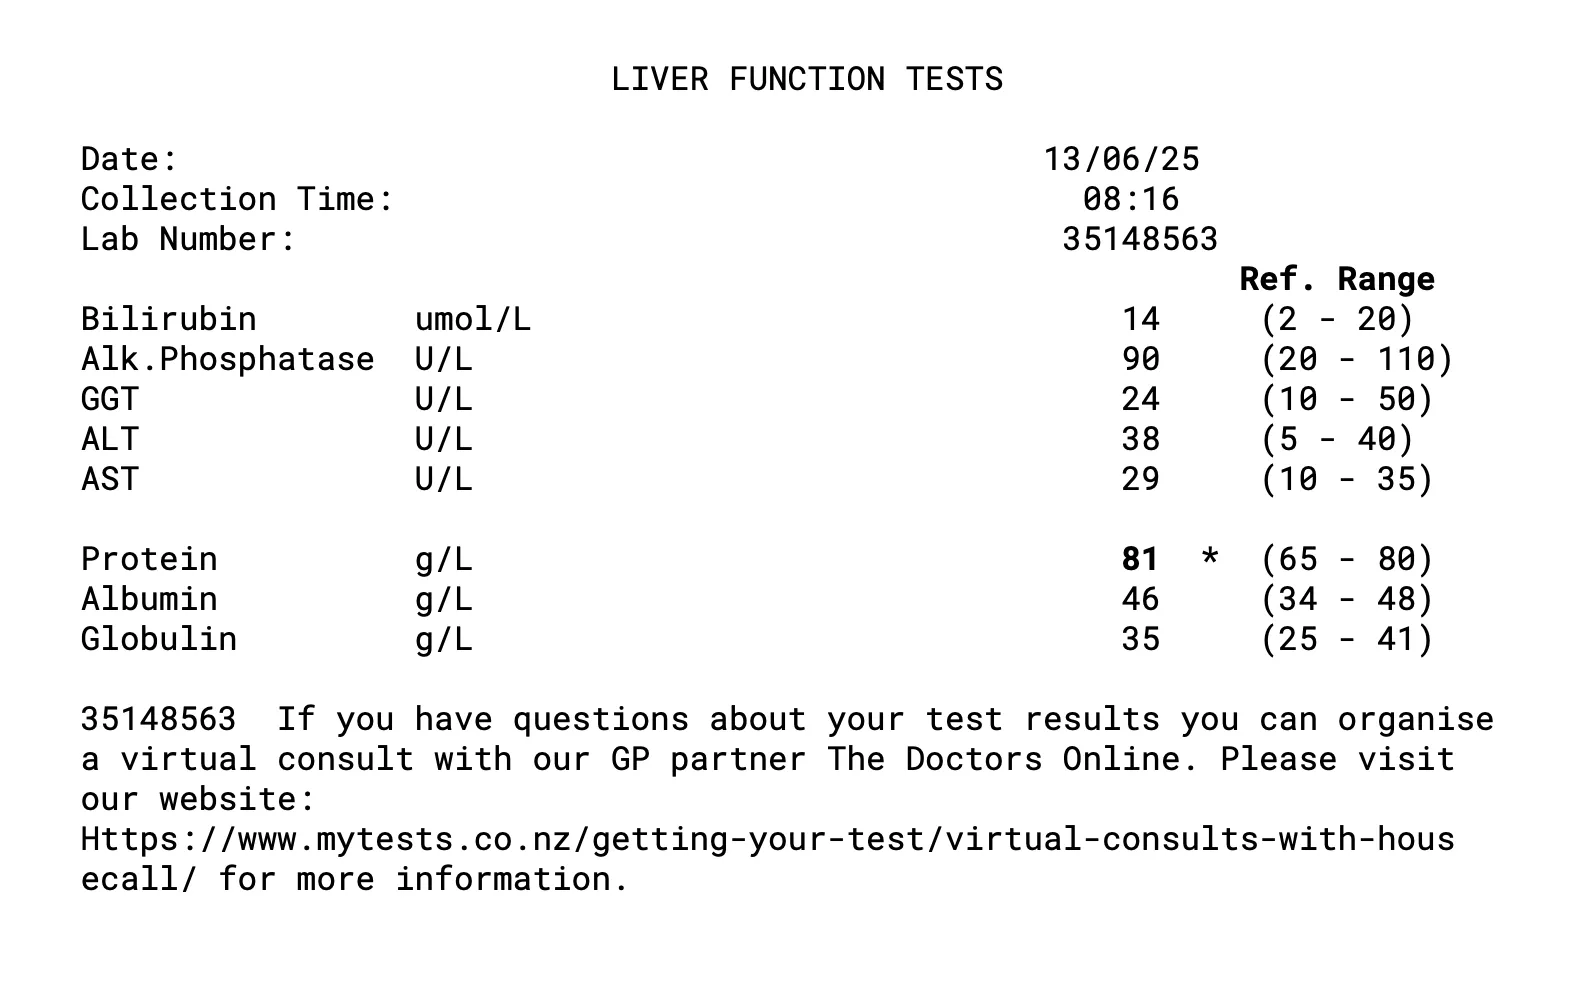 LIVER FUNCTION TESTS
Date: 13/06/25
Collection Time: 08:16
Lab Number: 35148563
Ref. Range
Bilirubin umol/L 14 (2 - 20)
Alk.Phosphatase U/L 90 (20 - 110)
GGT U/L 24 (10 - 50)
ALT U/L 38 (5 - 40)
AST U/L 29 (10 - 35)
Protein g/L 81 * (65 - 80)
Albumin g/L 46 (34 - 48)
Globulin g/L 35 (25 - 41)
35148563 If you have questions about your test results you can organise
a virtual consult with our GP partner The Doctors Online. Please visit
our website:
Https://www.mytests.co.nz/getting-your-test/virtual-consults-with-hous
ecall/ for more information.